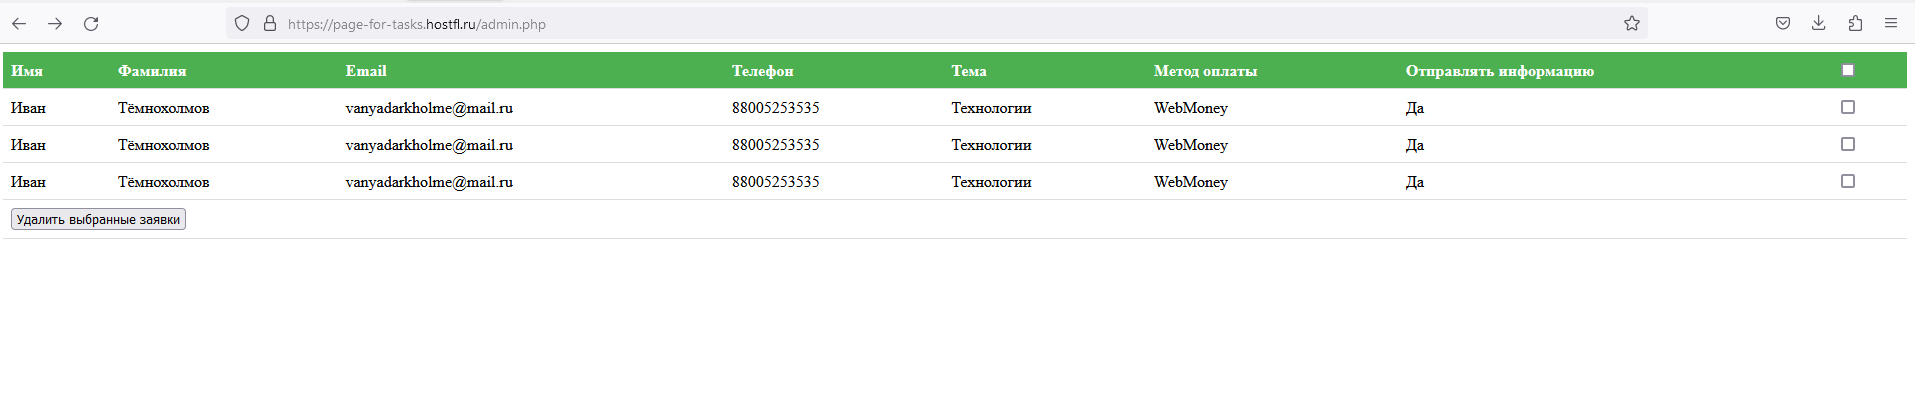 https://page-for-tasks.hostfl.ru/admin.php
Имя Фамилия Email Телефон Тема Метод оплаты Отправлять информацию
Иван Тёмнохолмов vanyadarkholme@mail.ru 88005253535 Технологии WebMoney Да
Иван Тёмнохолмов vanyadarkholme@mail.ru 88005253535 Технологии WebMoney Да
Иван Тёмнохолмов vanyadarkholme@mail.ru 88005253535 Технологии WebMoney Да
Удалить выбранные заявки